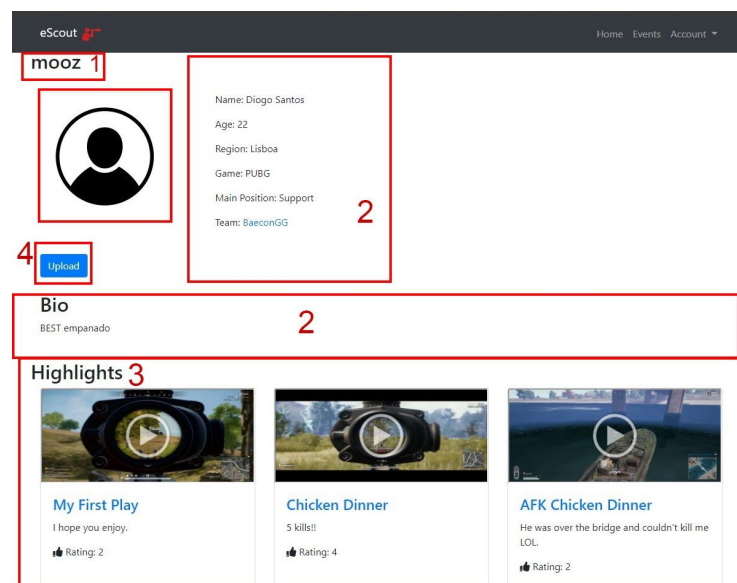 eScout
Home Events Account
mooz 1
Name: Diogo Santos
Age: 22
Region: Lisboa
Game: PUBG
Main Position: Support
2
Team: BaeconGG
4
Upload
Bio
BEST empanado
2
Highlights 3
My First Play
I hope you enjoy.
Rating: 2
Chicken Dinner
5 kills!!
Rating: 4
AFK Chicken Dinner
He was over the bridge and couldn't kill me
LOL.
Rating: 2